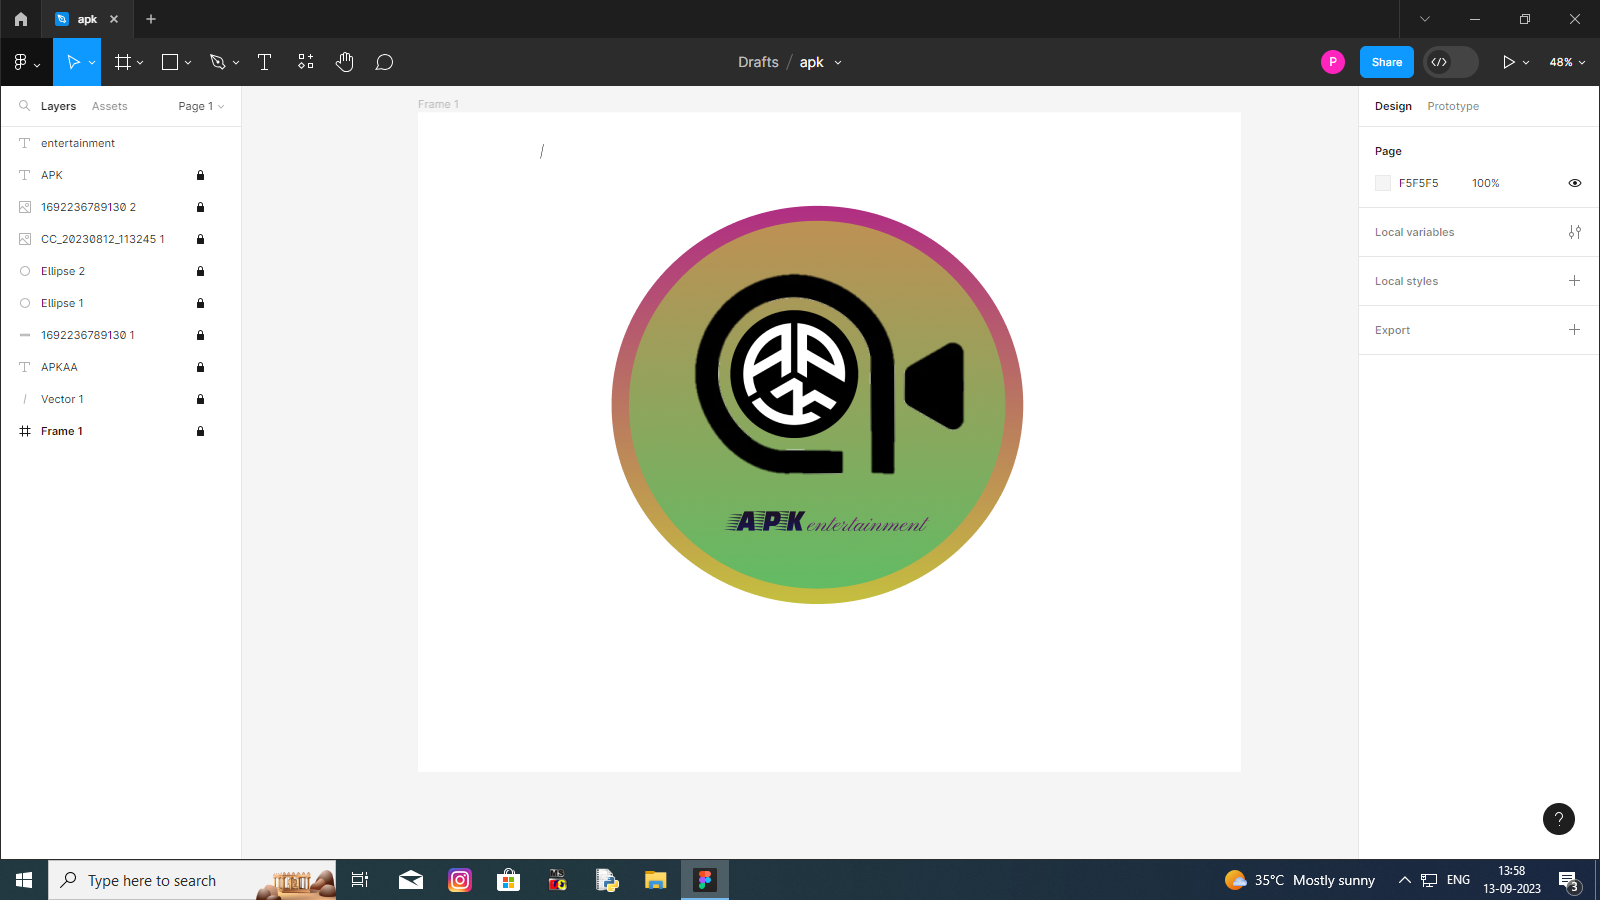 apk
Drafts / apk
P
Share
48%
Layers Assets Page 1
entertainment
APK
1692236789130 2
CC_20230812_113245 1
Ellipse 2
Ellipse 1
1692236789130 1
APKAA
Vector 1
Frame 1
Frame 1
/
APK
APK entertainment
Design Prototype
Page
F5F5F5 100%
Local variables
Local styles
Export
?
Type here to search
35°C Mostly sunny
ENG
13:58
13-09-2023
3